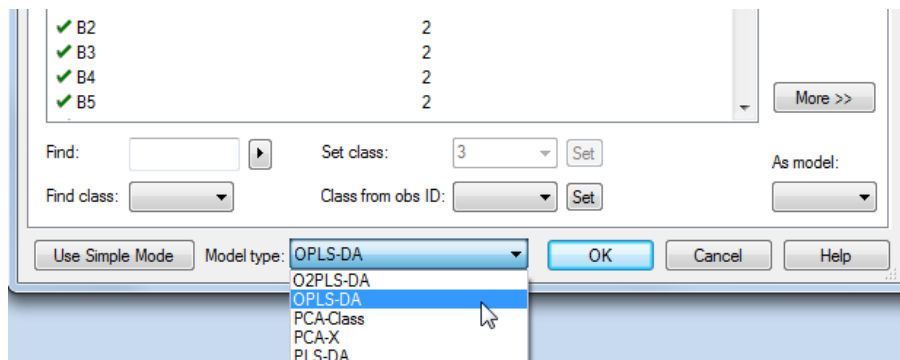 B2 2
B3 2
B4 2
B5 2
More >>
Find: Set class: 3 Set
As model:
Find class: Class from obs ID: Set
Use Simple Mode Model type: OPLS-DA OK Cancel Help
O2PLS-DA
OPLS-DA
PCA-Class
PCA-X
PLS-DA